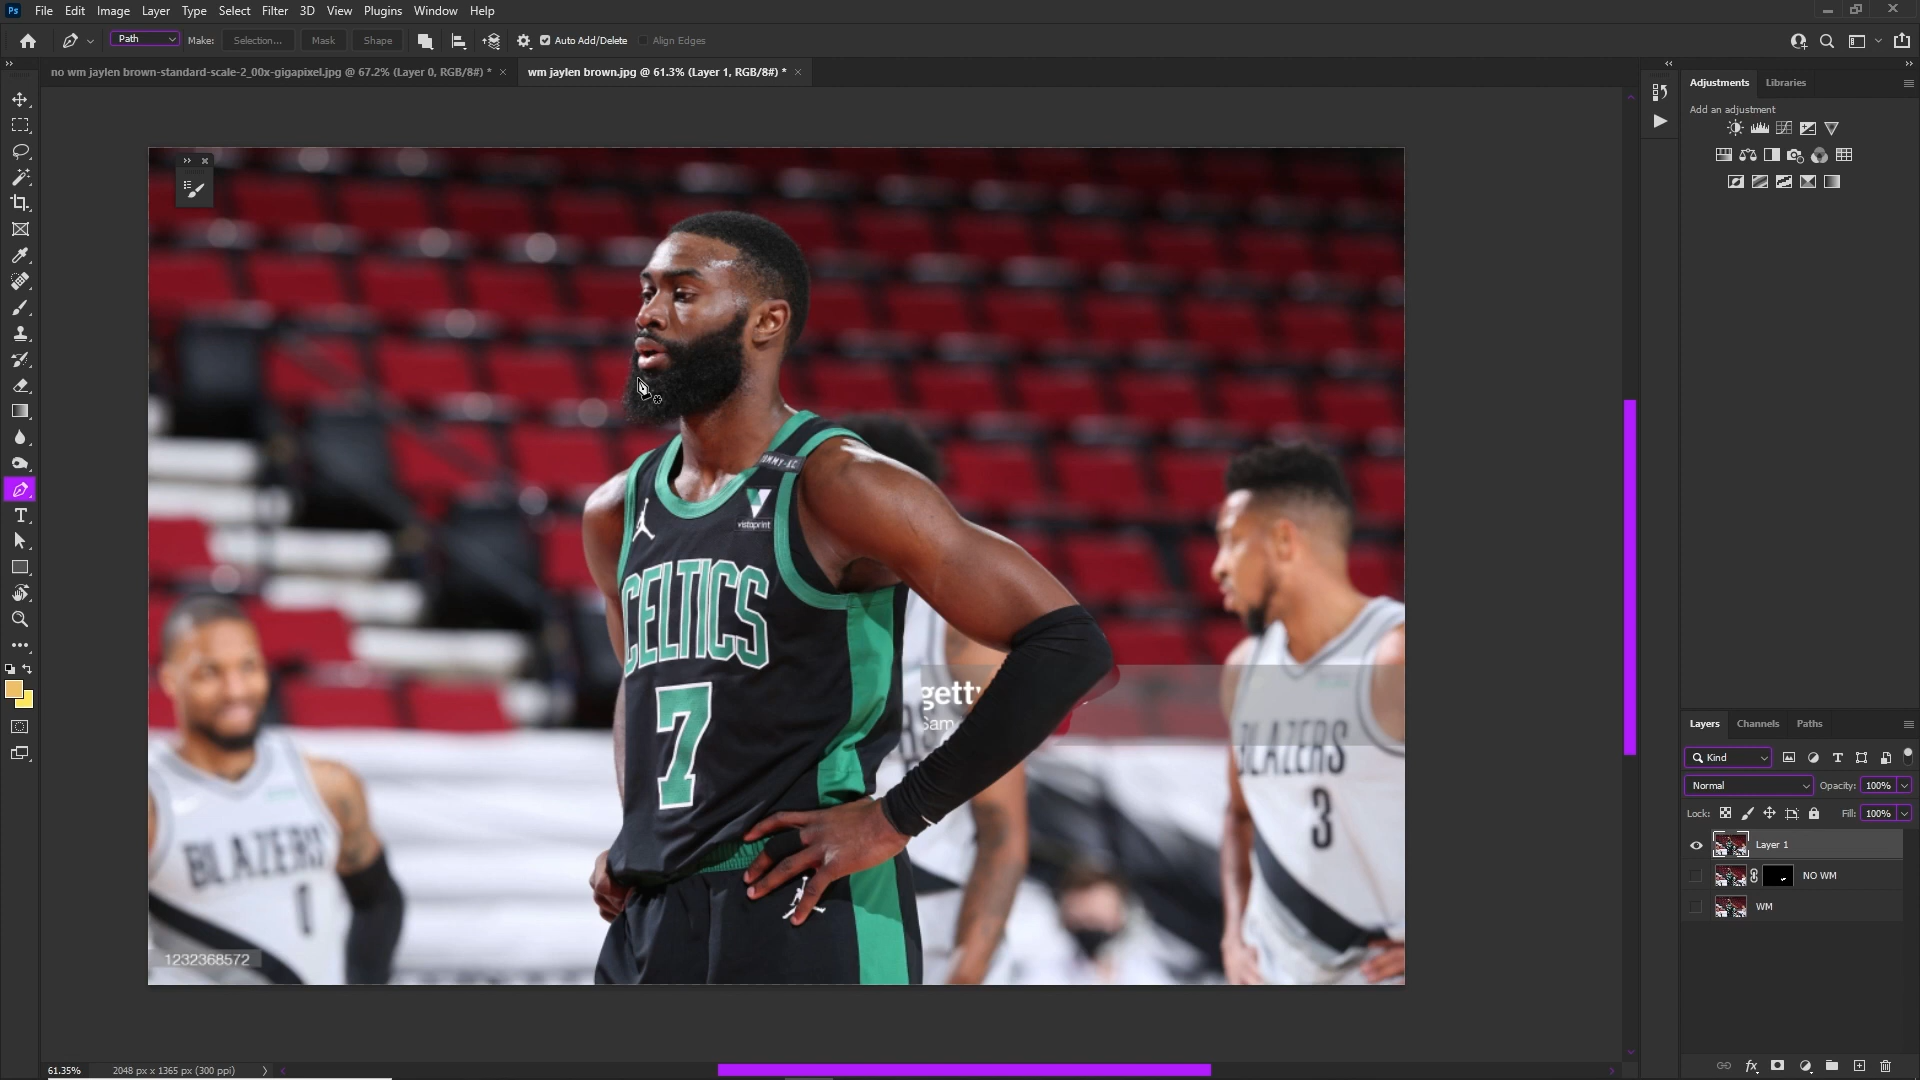 Ps File Edit Image Layer Type Select Filter 3D View Plugins Window Help
Path Make: Selection... Mask Shape Auto Add/Delete Align Edges
no wm jaylen brown-standard-scale-2_00x-gigapixel.jpg @ 67.2% (Layer 0, RGB/8#) * × wm jaylen brown.jpg @ 61.3% (Layer 1, RGB/8#) * ×
Adjustments Libraries
Add an adjustment
vistaprint
CELTICS
7
getty
Sam
BLAZERS
3
BLAZERS
1
1232368572
Layers Channels Paths
Kind
Normal Opacity: 100%
Lock: Fill: 100%
Layer 1
NO WM
WM
61.35% 2048 px x 1365 px (300 ppi)